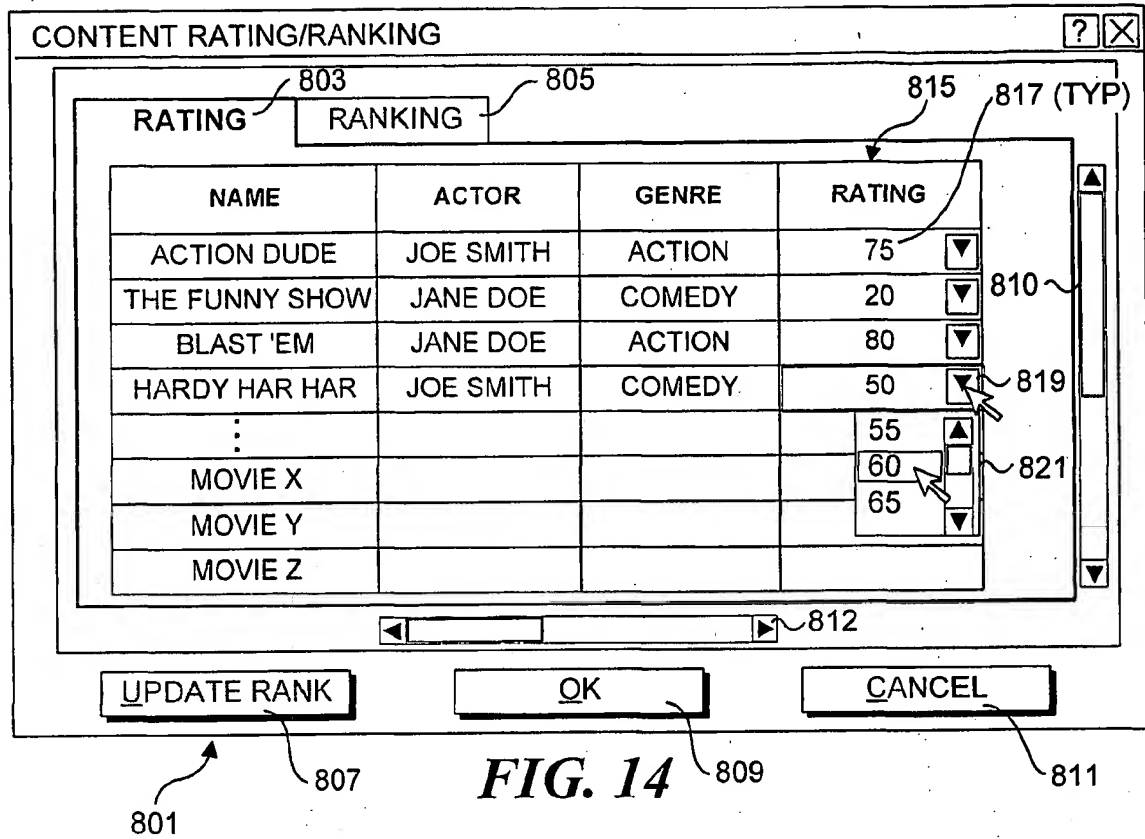 CONTENT RATING/RANKING ?
803 805 815 817 (TYP)
RATING RANKING
NAME ACTOR GENRE RATING
ACTION DUDE JOE SMITH ACTION 75
THE FUNNY SHOW JANE DOE COMEDY 20 810
BLAST 'EM JANE DOE ACTION 80
HARDY HAR HAR JOE SMITH COMEDY 50 819
⋮ 55
MOVIE X 60 821
MOVIE Y 65
MOVIE Z
812
UPDATE RANK OK CANCEL
801 807 FIG. 14 809 811